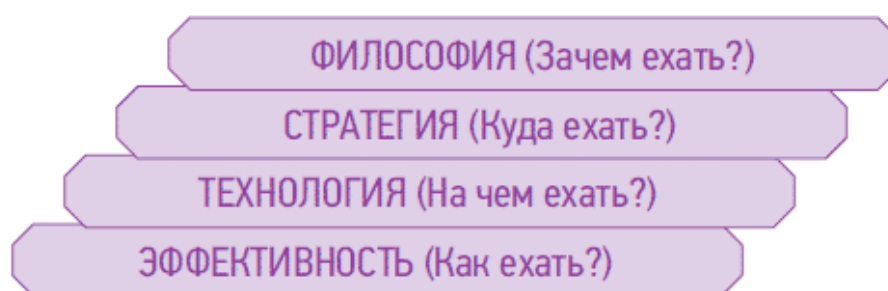 ФИЛОСОФИЯ (Зачем ехать?)
СТРАТЕГИЯ (Куда ехать?)
ТЕХНОЛОГИЯ (На чем ехать?)
ЭФФЕКТИВНОСТЬ (Как ехать?)